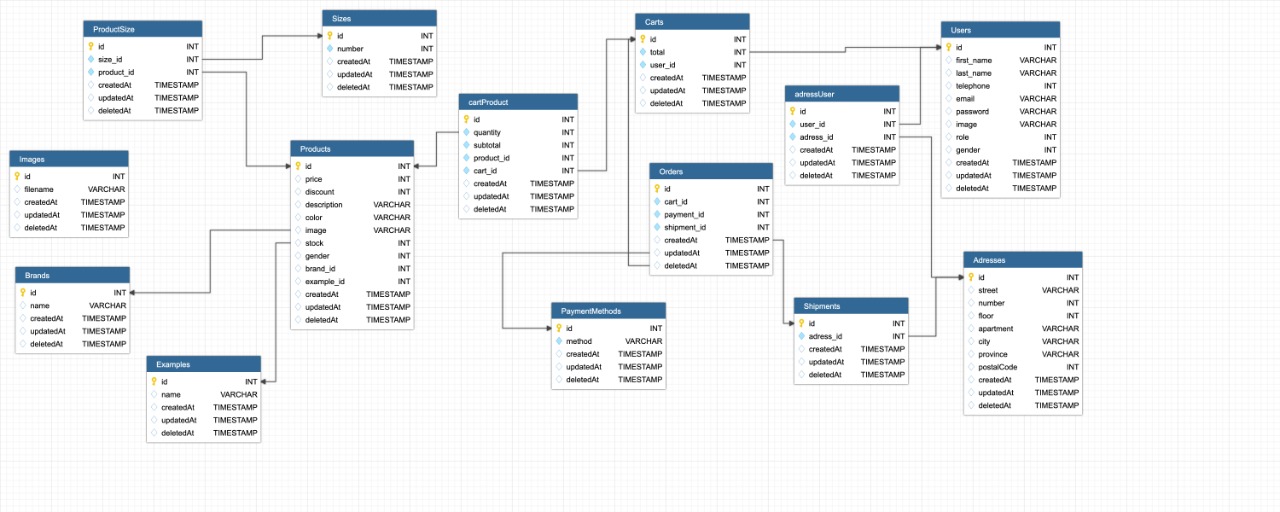 ProductSize
id INT
size_id INT
product_id INT
createdAt TIMESTAMP
updatedAt TIMESTAMP
deletedAt TIMESTAMP
Sizes
id INT
number INT
createdAt TIMESTAMP
updatedAt TIMESTAMP
deletedAt TIMESTAMP
Carts
id INT
total INT
user_id INT
createdAt TIMESTAMP
updatedAt TIMESTAMP
deletedAt TIMESTAMP
Users
id INT
first_name VARCHAR
last_name VARCHAR
telephone INT
email VARCHAR
password VARCHAR
image VARCHAR
role INT
gender INT
createdAt TIMESTAMP
updatedAt TIMESTAMP
deletedAt TIMESTAMP
adressUser
id INT
user_id INT
adress_id INT
createdAt TIMESTAMP
updatedAt TIMESTAMP
deletedAt TIMESTAMP
cartProduct
id INT
quantity INT
subtotal INT
product_id INT
cart_id INT
createdAt TIMESTAMP
updatedAt TIMESTAMP
deletedAt TIMESTAMP
Images
id INT
filename VARCHAR
createdAt TIMESTAMP
updatedAt TIMESTAMP
deletedAt TIMESTAMP
Products
id INT
price INT
discount INT
description VARCHAR
color VARCHAR
image VARCHAR
stock INT
gender INT
brand_id INT
example_id INT
createdAt TIMESTAMP
updatedAt TIMESTAMP
deletedAt TIMESTAMP
Orders
id INT
cart_id INT
payment_id INT
shipment_id INT
createdAt TIMESTAMP
updatedAt TIMESTAMP
deletedAt TIMESTAMP
Brands
id INT
name VARCHAR
createdAt TIMESTAMP
updatedAt TIMESTAMP
deletedAt TIMESTAMP
Adresses
id INT
street VARCHAR
number INT
floor INT
apartment VARCHAR
city VARCHAR
province VARCHAR
postalCode INT
createdAt TIMESTAMP
updatedAt TIMESTAMP
deletedAt TIMESTAMP
PaymentMethods
id INT
method VARCHAR
createdAt TIMESTAMP
updatedAt TIMESTAMP
deletedAt TIMESTAMP
Shipments
id INT
adress_id INT
createdAt TIMESTAMP
updatedAt TIMESTAMP
deletedAt TIMESTAMP
Examples
id INT
name VARCHAR
createdAt TIMESTAMP
updatedAt TIMESTAMP
deletedAt TIMESTAMP